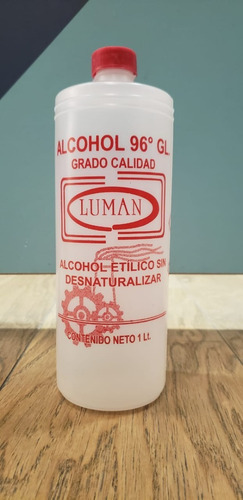 ALCOHOL 96° GL.
GRADO CALIDAD
LUMAN
ALCOHOL ETILICO SIN
DESNATURALIZAR
CONTENIDO NETO 1 Lt.